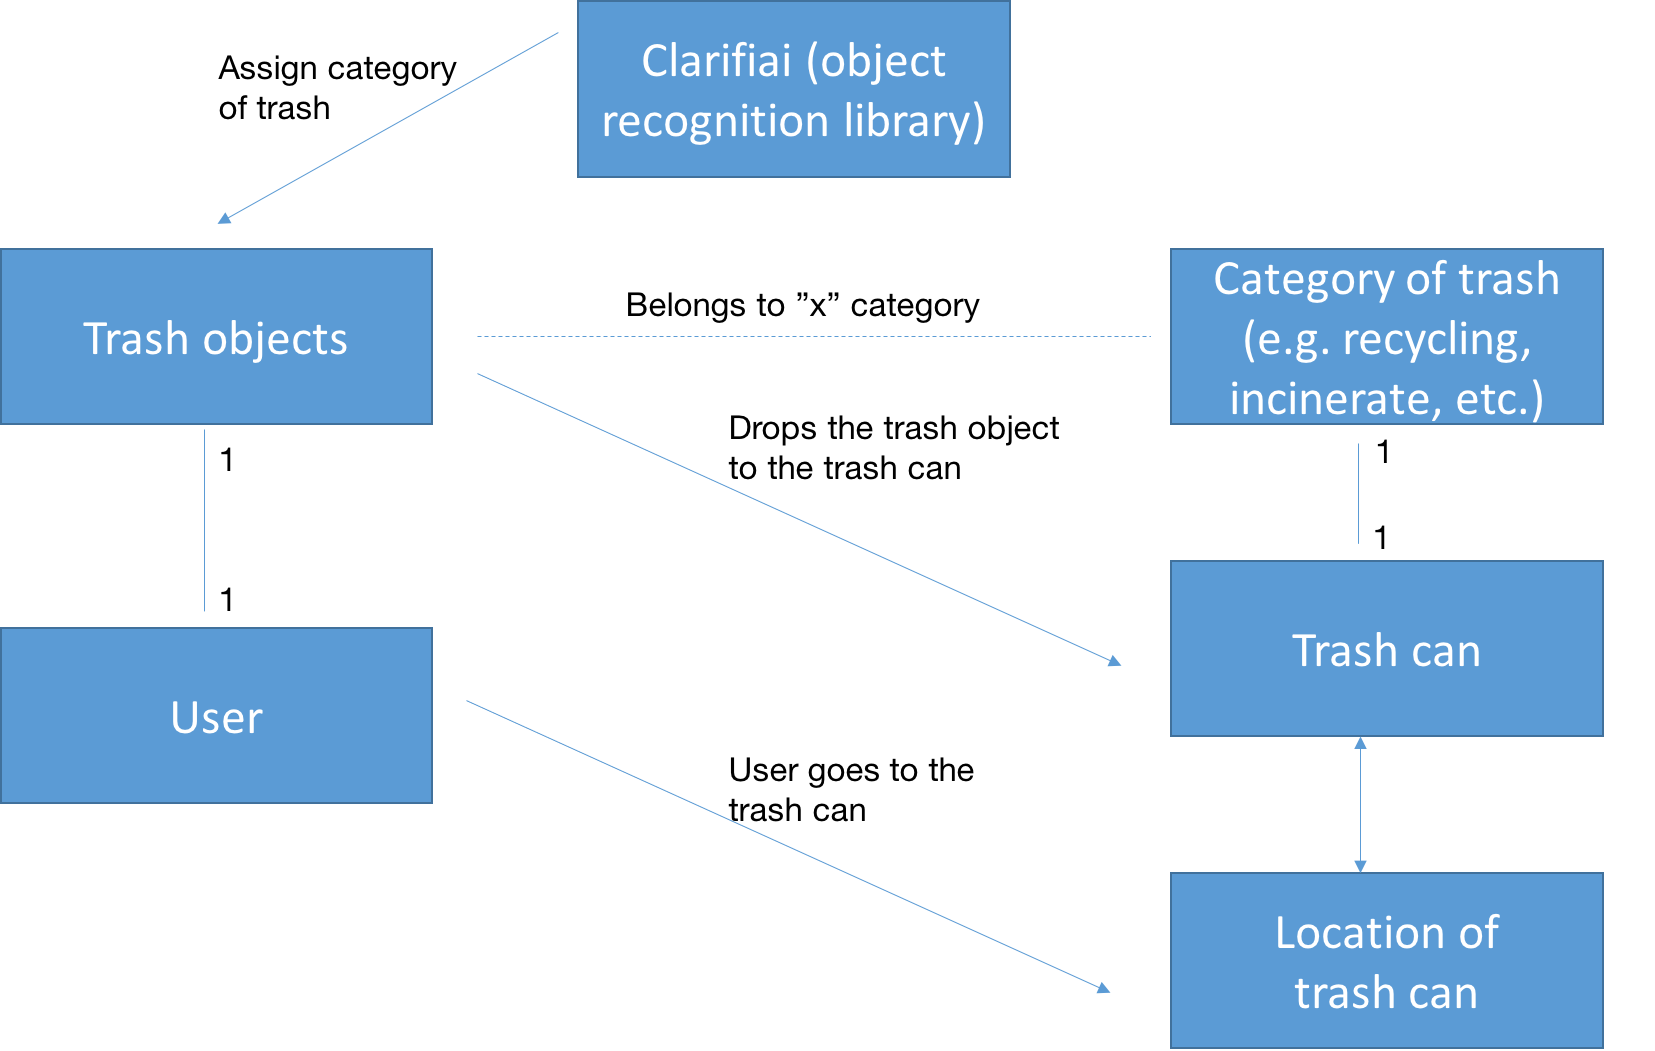 Clarifiai (object
recognition library)
Assign category
of trash
Trash objects
Belongs to ”x” category
Category of trash
(e.g. recycling,
incinerate, etc.)
Drops the trash object
to the trash can
1
1
1
1
User
Trash can
User goes to the
trash can
Location of
trash can